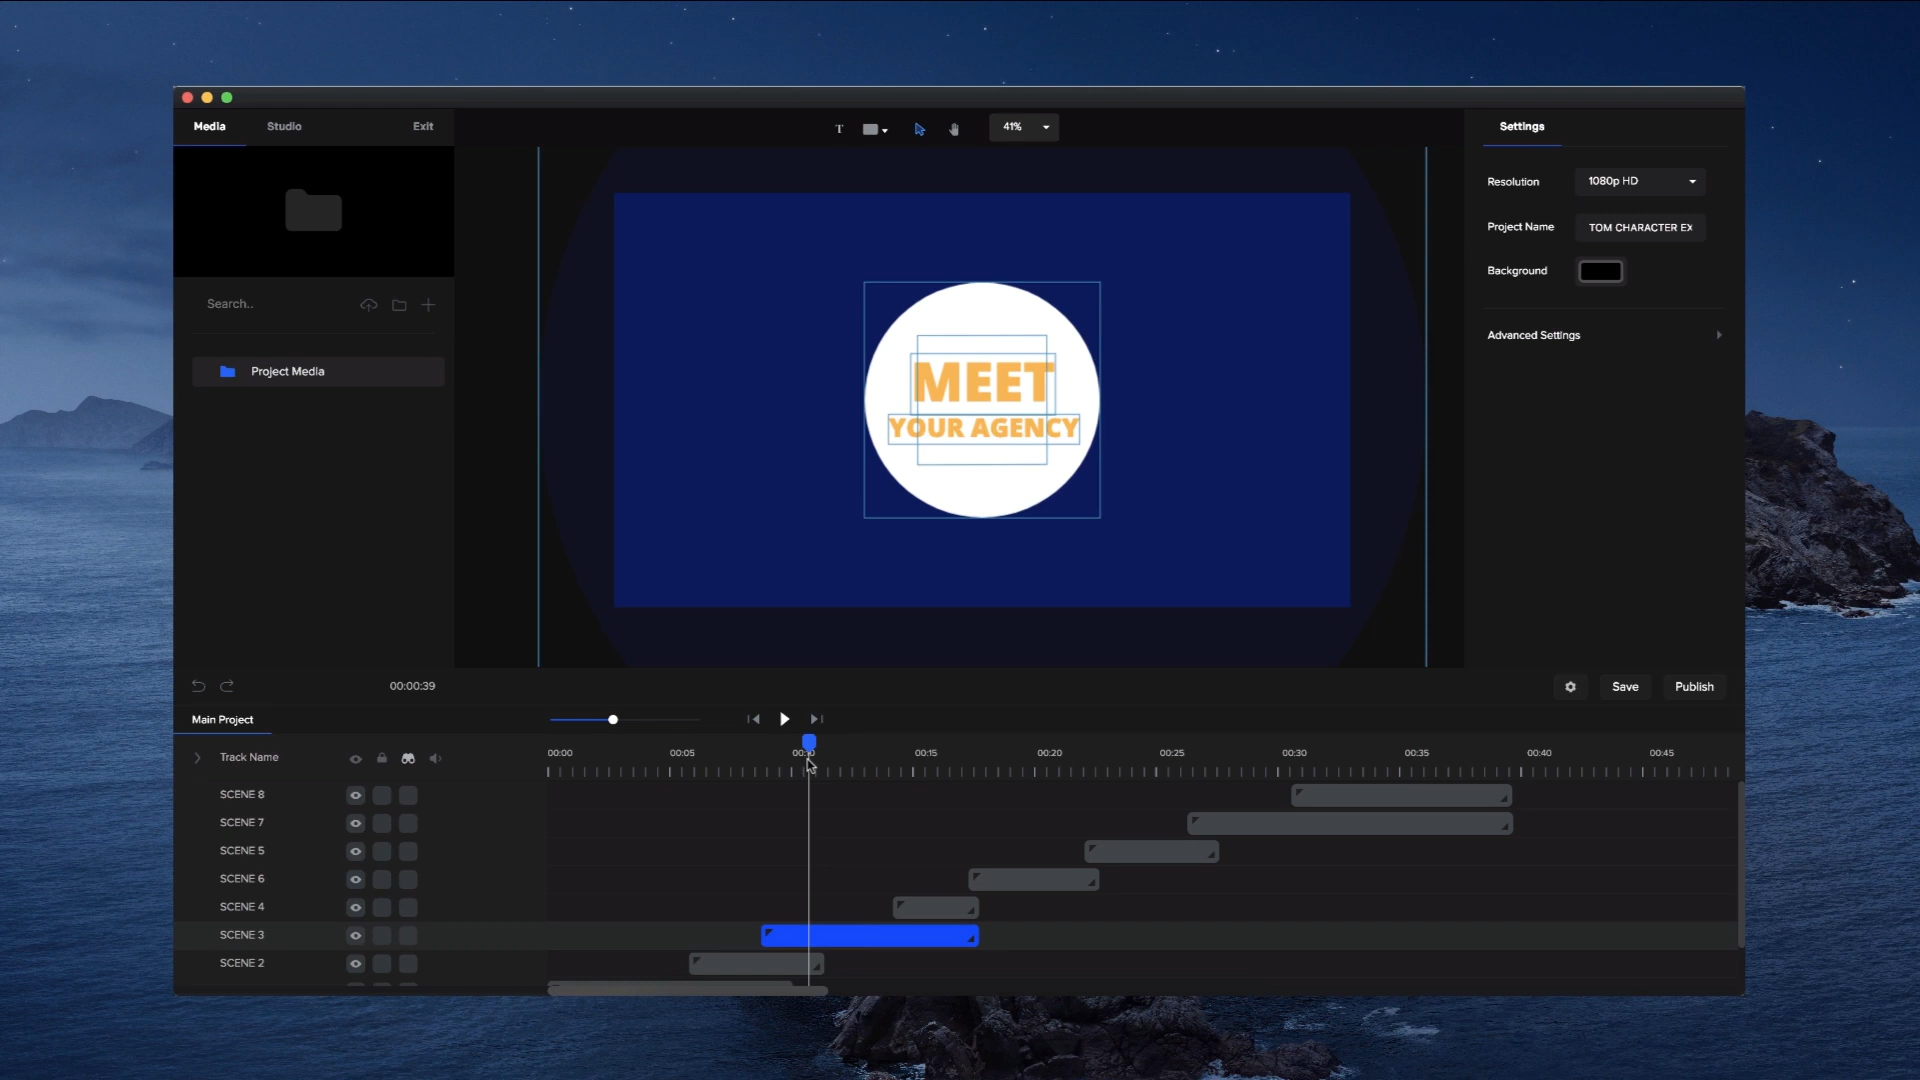 Media Studio Exit
T 41%
Settings
Resolution 1080p HD
Project Name TOM CHARACTER EX
Background
Advanced Settings
Search..
Project Media
MEET
YOUR AGENCY
00:00:39
Save Publish
Main Project
Track Name
00:00 00:05 00:10 00:15 00:20 00:25 00:30 00:35 00:40 00:45
SCENE 8
SCENE 7
SCENE 5
SCENE 6
SCENE 4
SCENE 3
SCENE 2